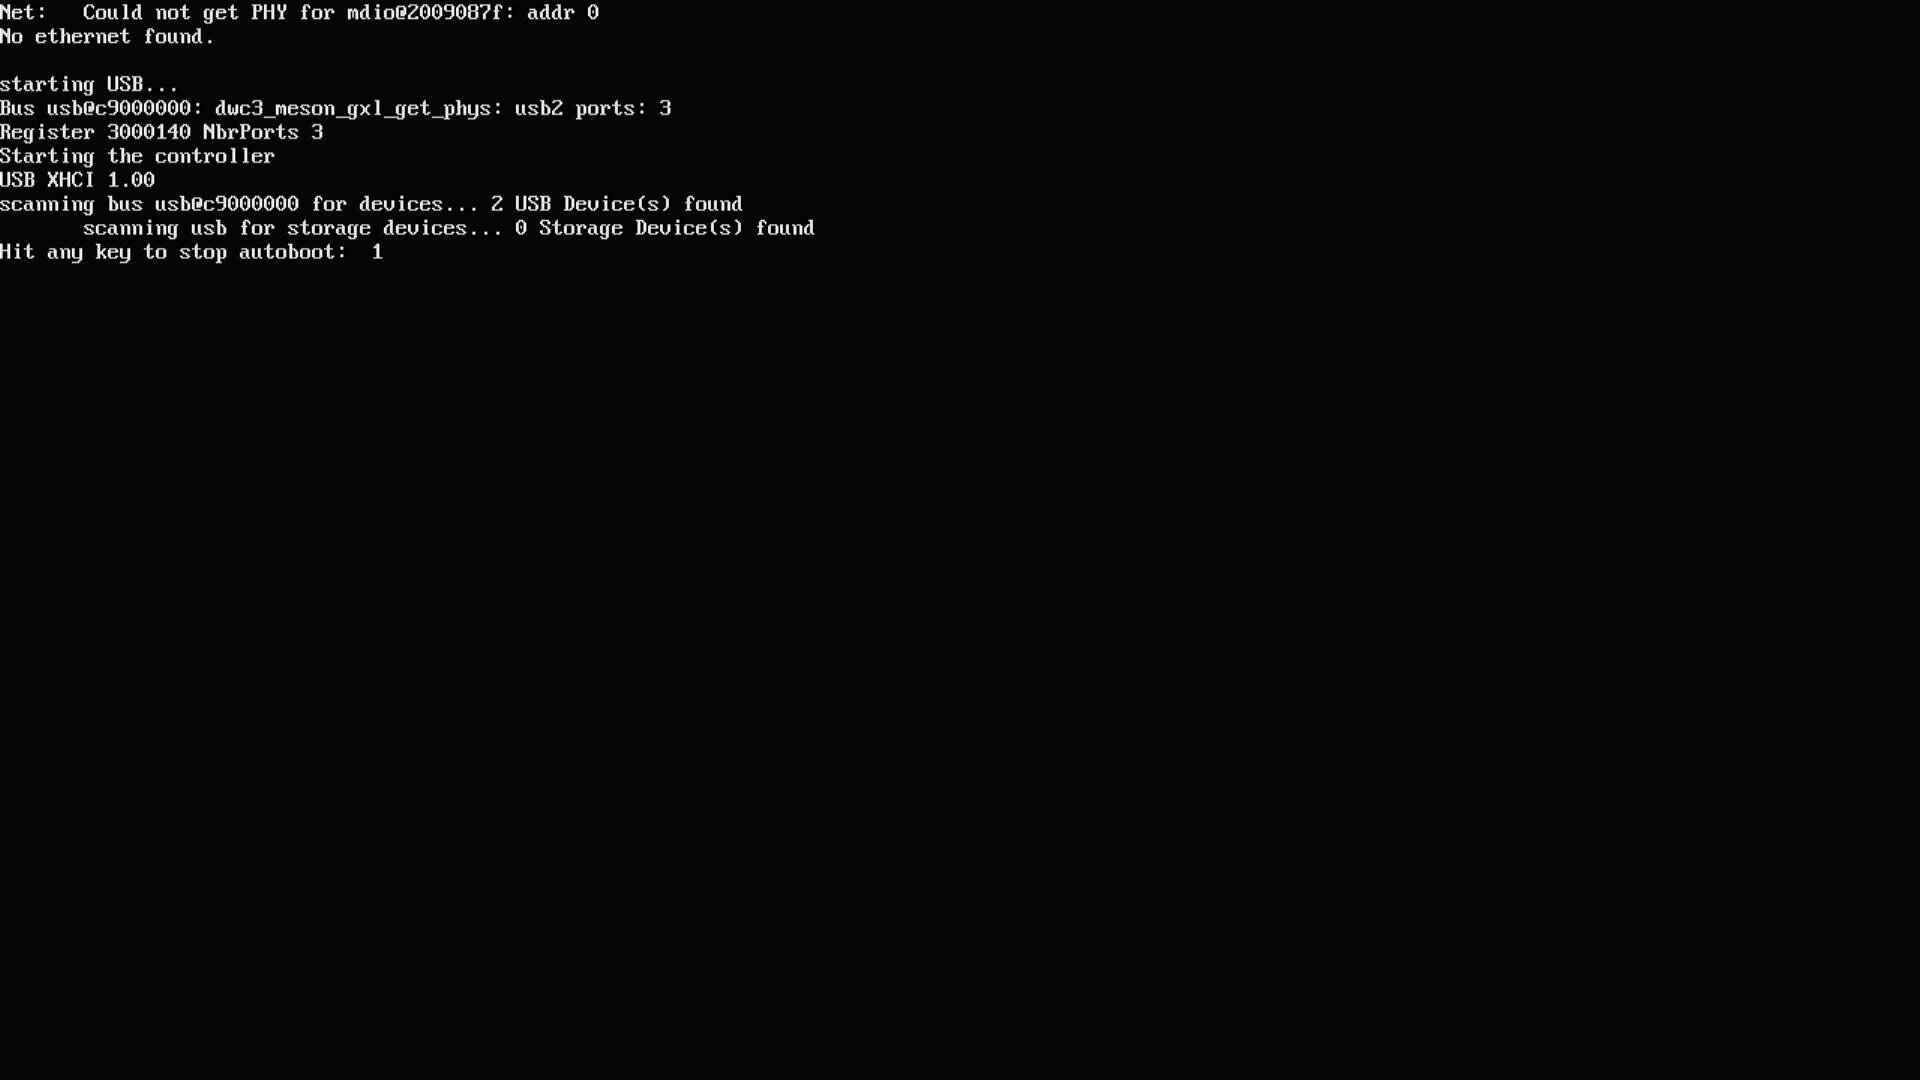 Net:   Could not get PHY for mdio@2009087f: addr 0
No ethernet found.
starting USB...
Bus usb@c9000000: dwc3_meson_gxl_get_phys: usb2 ports: 3
Register 3000140 NbrPorts 3
Starting the controller
USB XHCI 1.00
scanning bus usb@c9000000 for devices... 2 USB Device(s) found
       scanning usb for storage devices... 0 Storage Device(s) found
Hit any key to stop autoboot:  1